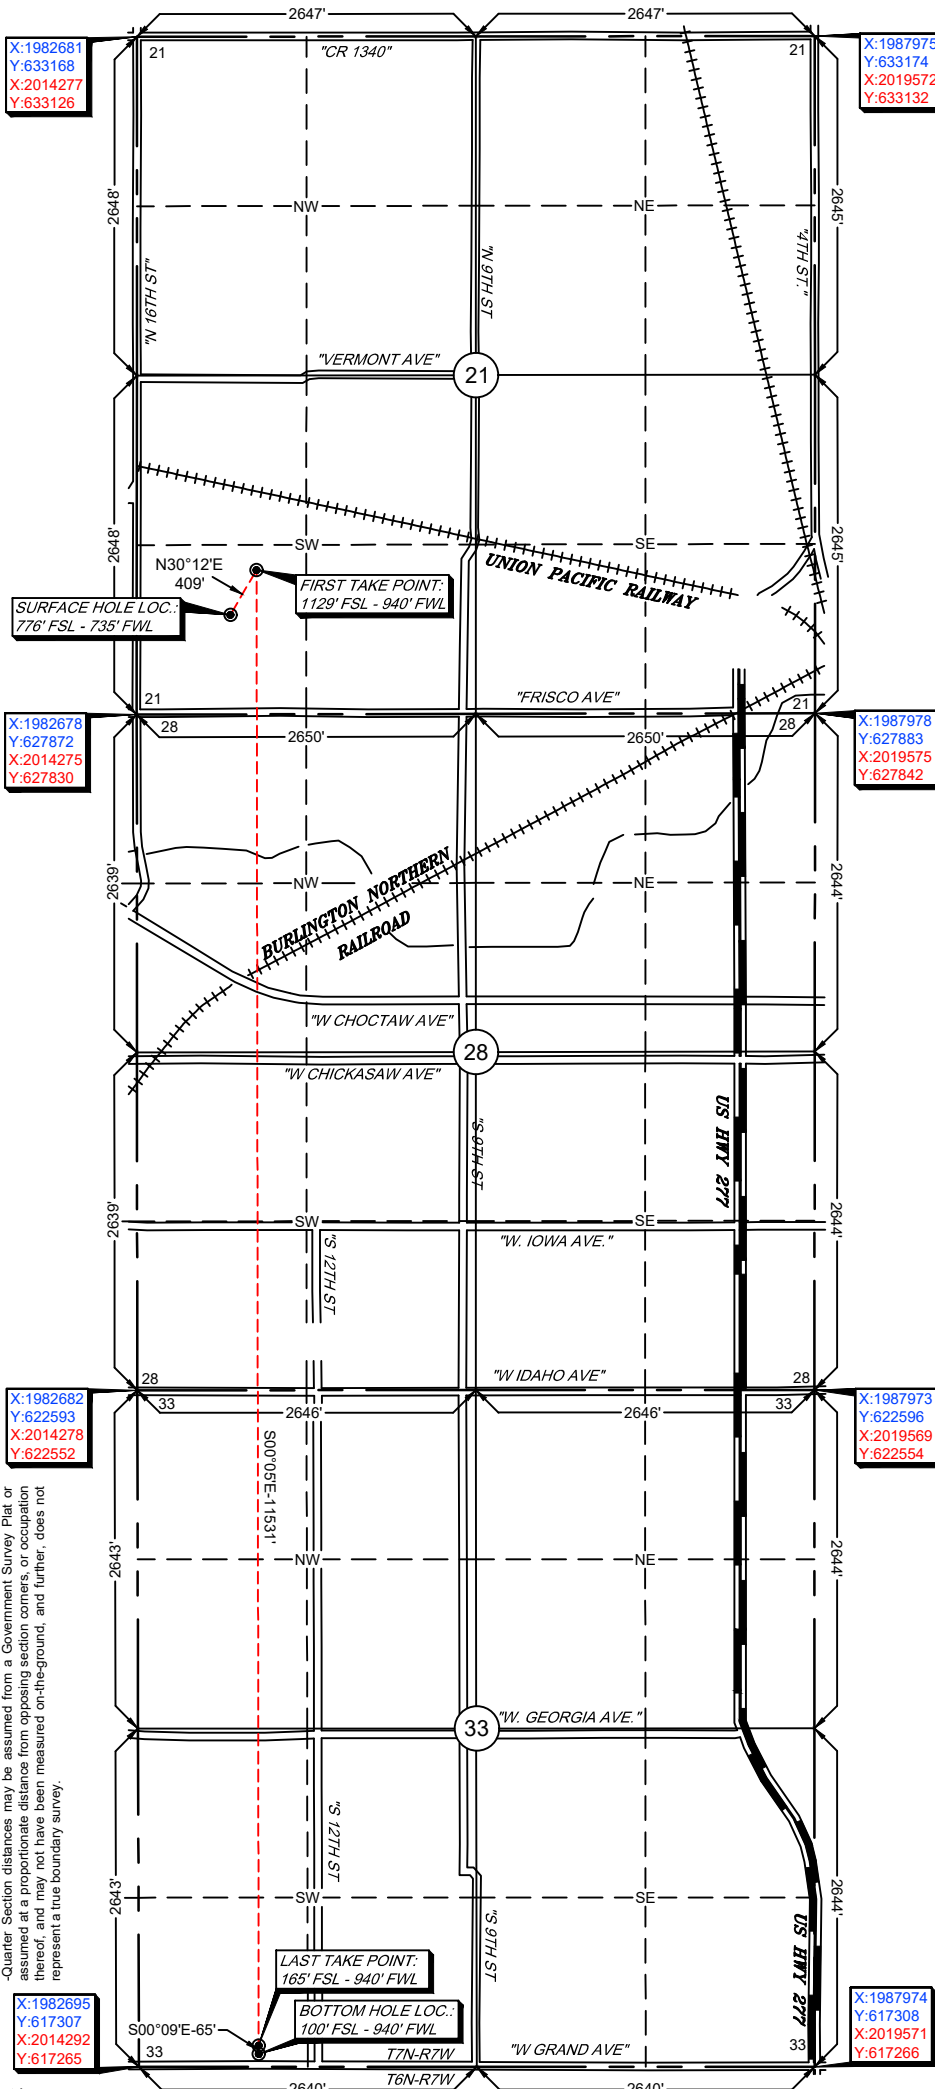 2647'
2647'
X:1982681
Y:633168
X:2014277
Y:633126
21
"CR 1340"
21
X:1987975
Y:633174
X:2019572
Y:633132
2648'
NW
NE
2645'
"N 16TH ST"
"N 9TH ST
"4TH ST."
"VERMONT AVE"
21
2648'
SW
SE
2645'
UNION PACIFIC RAILWAY
N30°12'E
409'
FIRST TAKE POINT:
1129' FSL - 940' FWL
SURFACE HOLE LOC.:
776' FSL - 735' FWL
21
"FRISCO AVE"
21
28
2650'
2650'
28
X:1982678
Y:627872
X:2014275
Y:627830
X:1987978
Y:627883
X:2019575
Y:627842
2639'
NW
NE
2644'
BURLINGTON NORTHERN
RAILROAD
"W CHOCTAW AVE"
28
"W CHICKASAW AVE"
"S 9TH ST
US HWY 277
2639'
SW
SE
2644'
"S 12TH ST
"W. IOWA AVE."
28
"W IDAHO AVE"
28
33
2646'
2646'
33
X:1982682
Y:622593
X:2014278
Y:622552
X:1987973
Y:622596
X:2019569
Y:622554
S00°05'E-11531'
2643'
NW
NE
2644'
-Quarter Section distances may be assumed from a Government Survey Plat or
assumed at a proportionate distance from opposing section corners, or occupation
thereof, and may not have been measured on-the-ground, and further, does not
represent a true boundary survey.
33
"W. GEORGIA AVE."
"S 12TH ST
2643'
SW
SE
2644'
"S 9TH ST
US HWY 277
LAST TAKE POINT:
165' FSL - 940' FWL
BOTTOM HOLE LOC.:
100' FSL - 940' FWL
S00°09'E-65'
X:1982695
Y:617307
X:2014292
Y:617265
X:1987974
Y:617308
X:2019571
Y:617266
33
T7N-R7W
"W GRAND AVE"
33
T6N-R7W
2640'
2640'